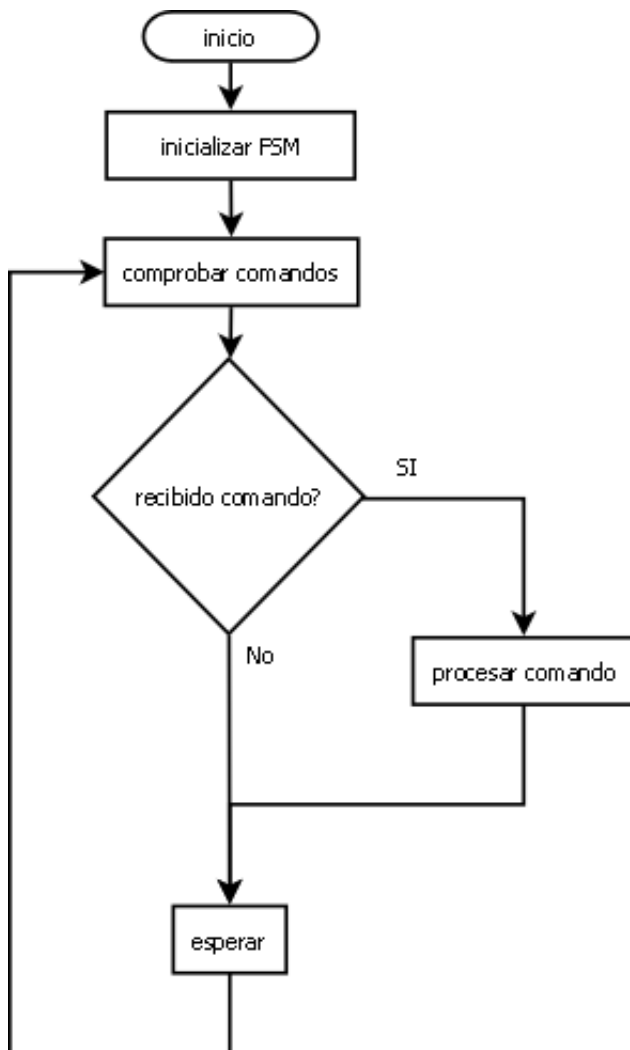 inicio
inicializar FSM
comprobar comandos
recibido comando?
SI
No
procesar comando
esperar